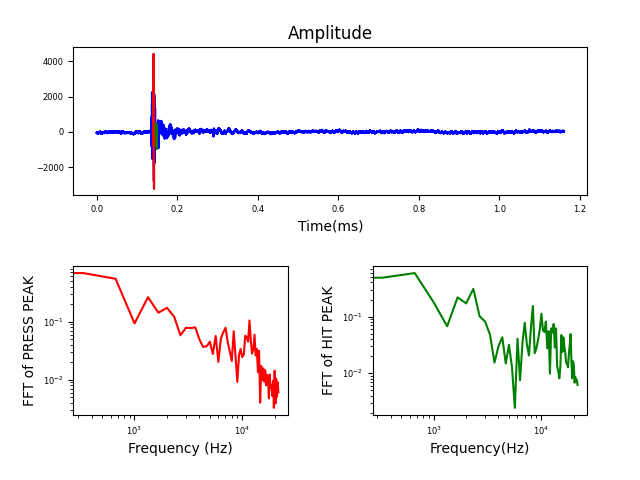 Amplitude
4000
2000
0
−2000
0.0 0.2 0.4 0.6 0.8 1.0 1.2
Time(ms)
FFT of PRESS PEAK
10⁻¹
10⁻²
10³ 10⁴
Frequency (Hz)
FFT of HIT PEAK
10⁻¹
10⁻²
10³ 10⁴
Frequency(Hz)